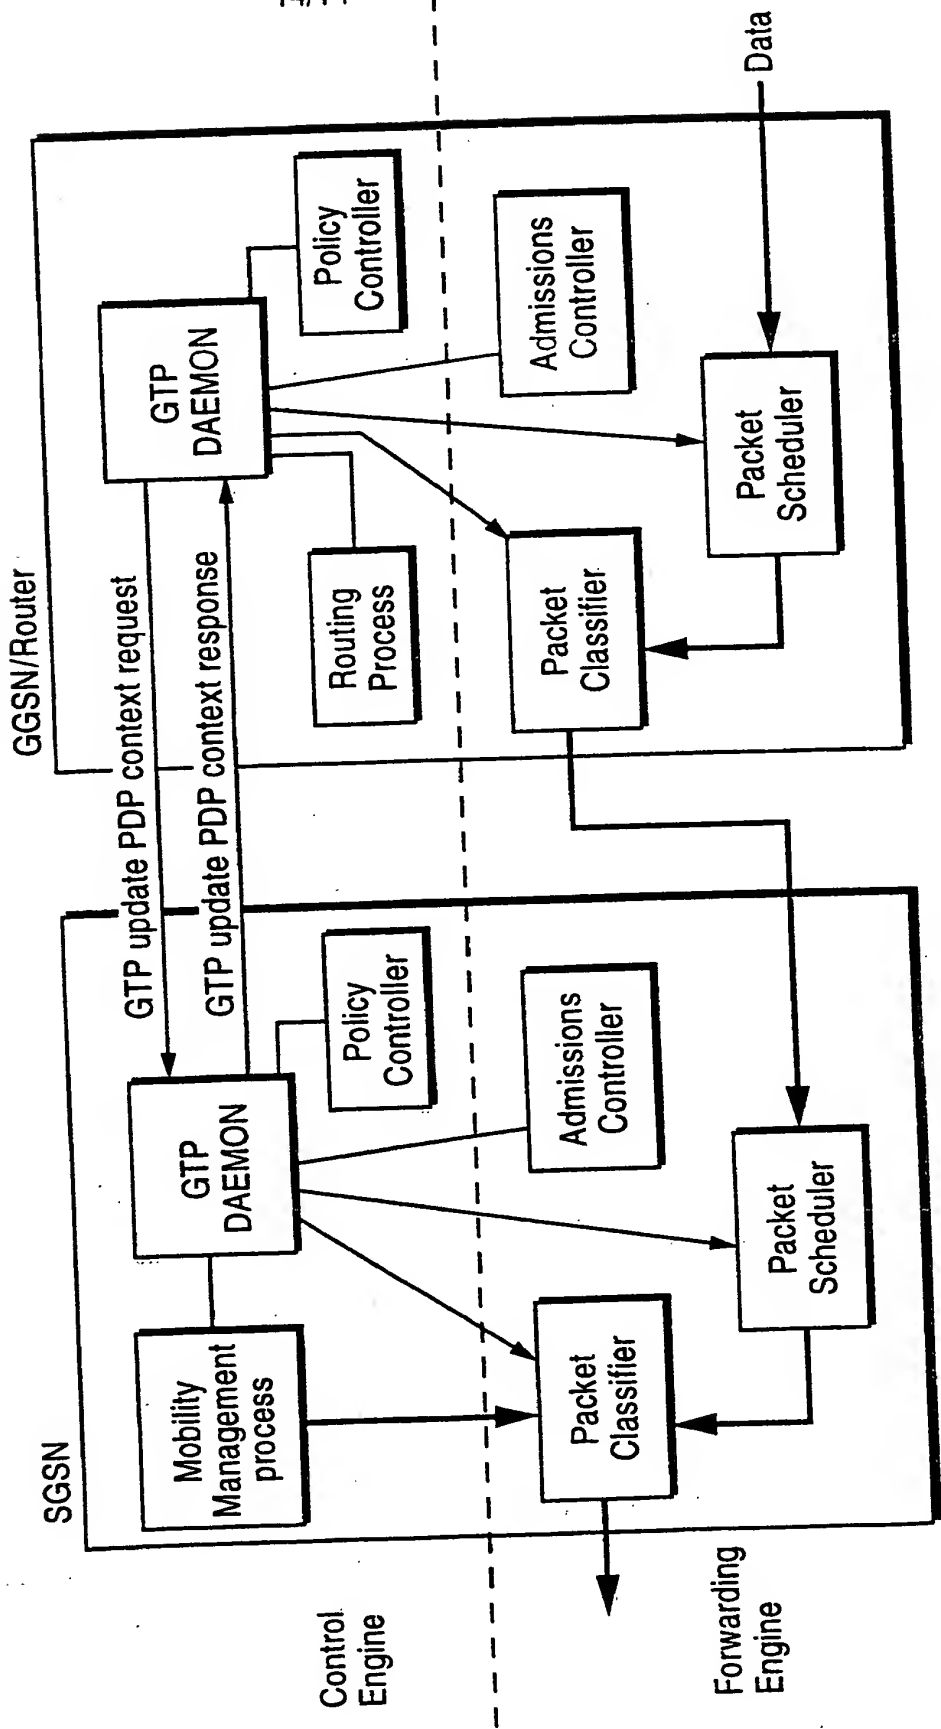 SGSN
GGSN/Router
Mobility
Management
process
GTP
DAEMON
Policy
Controller
GTP update PDP context request
GTP update PDP context response
GTP
DAEMON
Policy
Controller
Routing
Process
Control
Engine
Forwarding
Engine
Packet
Classifier
Admissions
Controller
Packet
Scheduler
Packet
Classifier
Admissions
Controller
Packet
Scheduler
Data